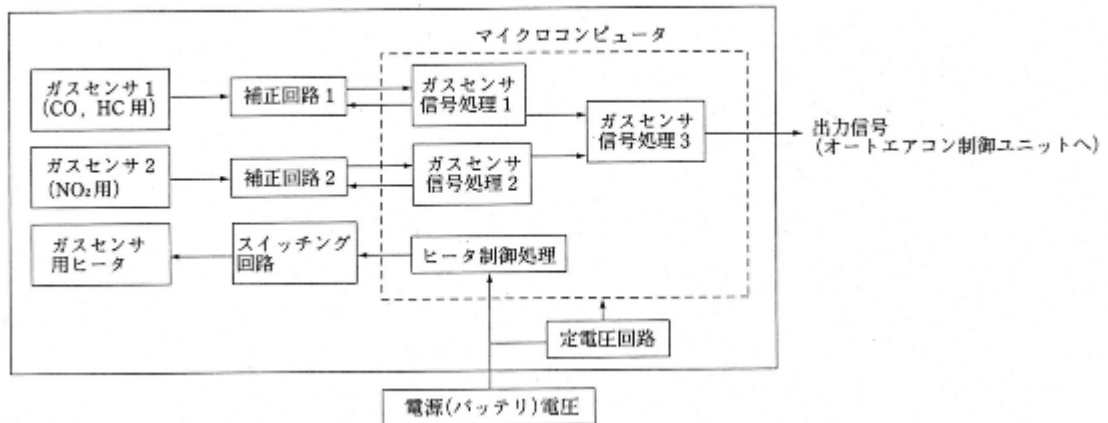 マイクロコンピュータ
ガスセンサ1
(CO, HC用)
補正回路1
ガスセンサ
信号処理1
ガスセンサ
信号処理3
出力信号
(オートエアコン制御ユニットへ)
ガスセンサ2
(NO₂用)
補正回路2
ガスセンサ
信号処理2
ガスセンサ
用ヒータ
スイッチング
回路
ヒータ制御処理
定電圧回路
電源(バッテリ)電圧